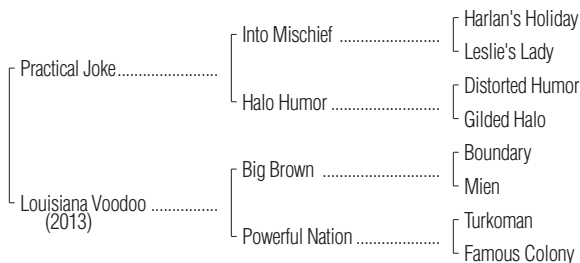 Harlan's Holiday
Into Mischief ........................
Leslie's Lady
Practical Joke........................
Distorted Humor
Halo Humor ..........................
Gilded Halo
Boundary
Big Brown ............................
Mien
Louisiana Voodoo ................
(2013)
Turkoman
Powerful Nation ....................
Famous Colony